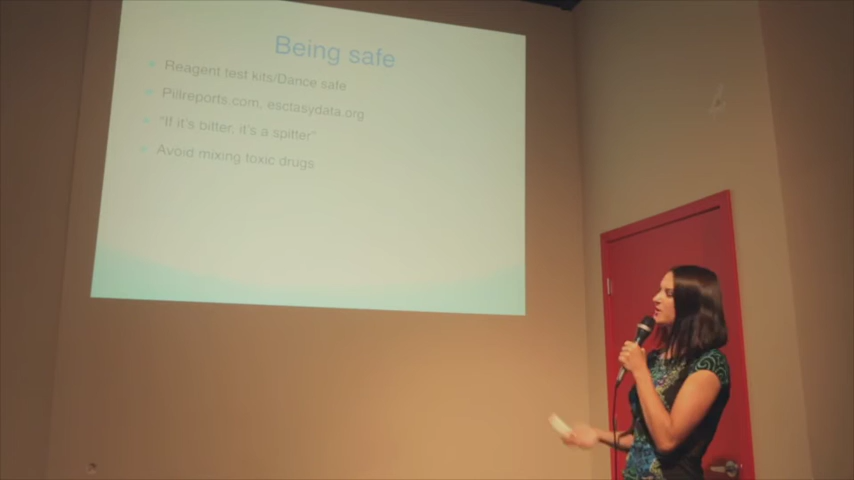 Being safe
Reagent test kits/Dance safe
Pillreports.com, esctasydata.org
"If it's bitter, it's a spitter"
Avoid mixing toxic drugs